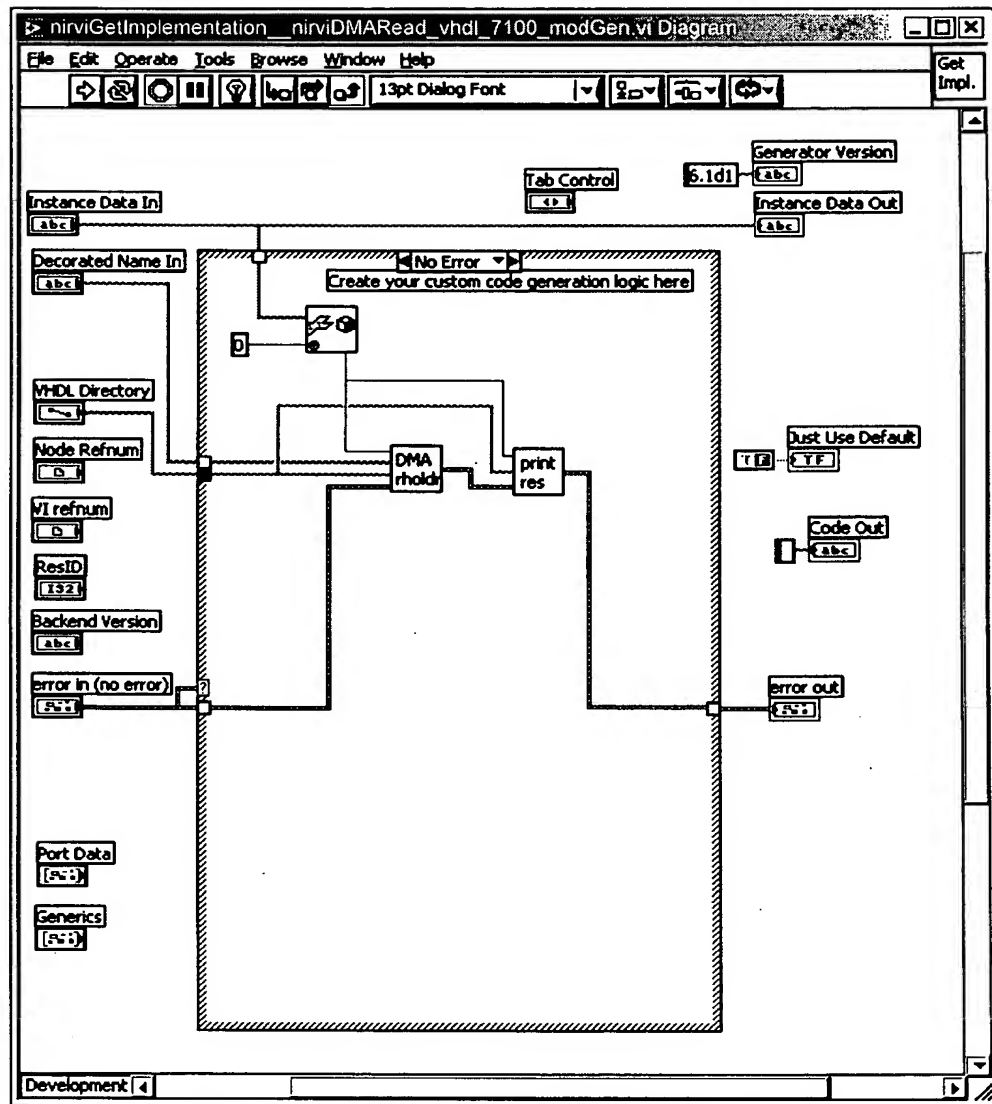 nirviGetImplementation__nirviDMARead_vhdl_7100_modGen.vi Diagram
File Edit Operate Tools Browse Window Help
13pt Dialog Font
Get Impl.
Generator Version
6.1d1
abc
Tab Control
Instance Data In
abc
Instance Data Out
abc
Decorated Name In
abc
No Error
Create your custom code generation logic here
0
VHDL Directory
Node Refnum
DMA rholdr
print res
Just Use Default
T F
TF
VI refnum
Code Out
abc
ResID
I32
Backend Version
abc
error in (no error)
?
error out
Port Data
Generics
Development